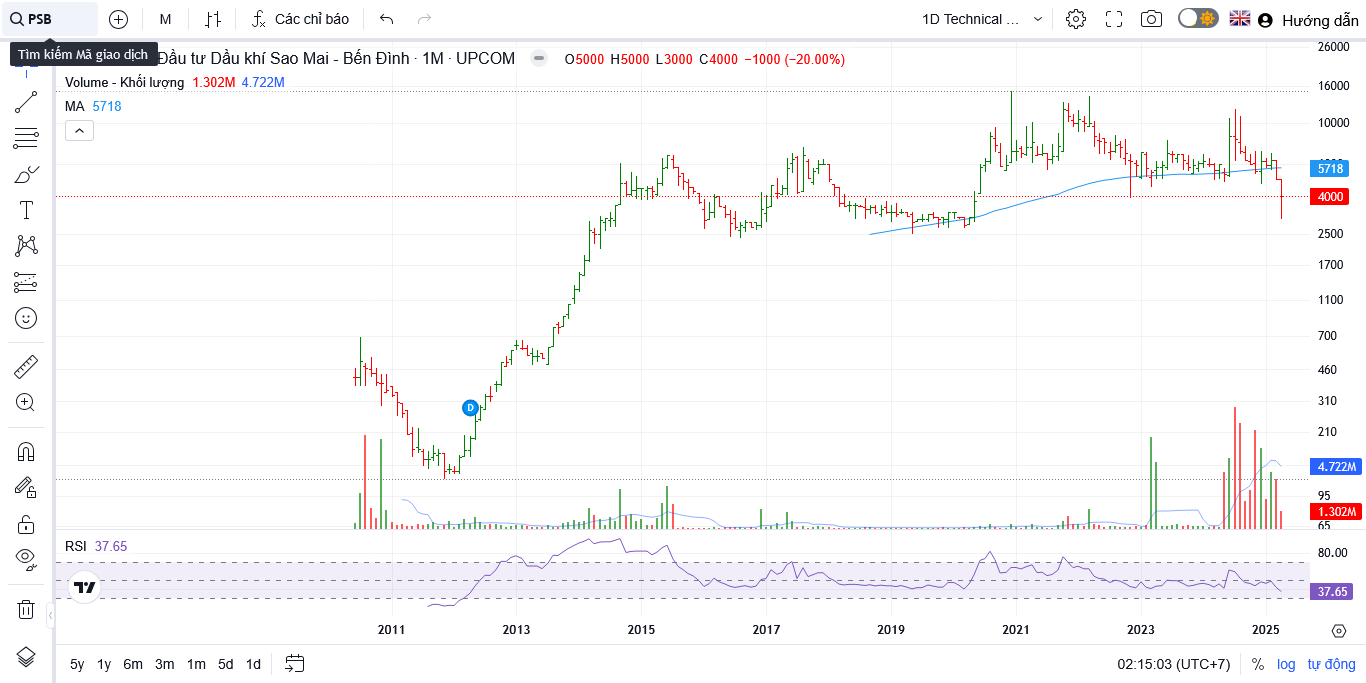 PSB
M
Các chỉ báo
1D Technical ...
Hướng dẫn
Tìm kiếm Mã giao dịch
Đầu tư Dầu khí Sao Mai - Bến Đình · 1M · UPCOM
O5000 H5000 L3000 C4000 −1000 (−20.00%)
Volume - Khối lượng 1.302M 4.722M
MA 5718
26000
16000
10000
5718
4000
2500
1700
1100
700
460
310
210
4.722M
95
1.302M
65
D
RSI 37.65
80.00
37.65
2011 2013 2015 2017 2019 2021 2023 2025
5y 1y 6m 3m 1m 5d 1d
02:15:03 (UTC+7) % log tự động